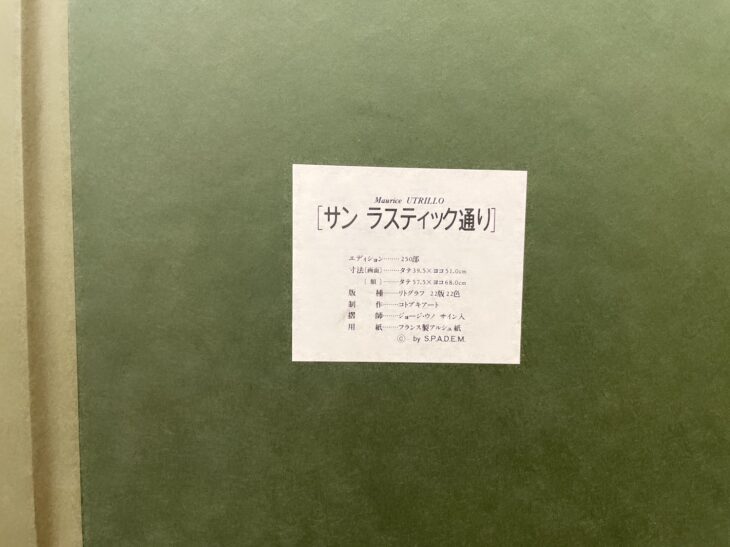 Maurice UTRILLO
[サン ラスティック通り]
エディション……250部
寸法[画面]……タテ39.5×ヨコ51.0cm
[額]……タテ57.5×ヨコ68.0cm
版種……リトグラフ 22版22色
制作……コトブキアート
摺師……ジョージ・ウノ サイン入
用紙……フランス製アルシュ紙
Ⓒ by S.P.A.D.E.M.